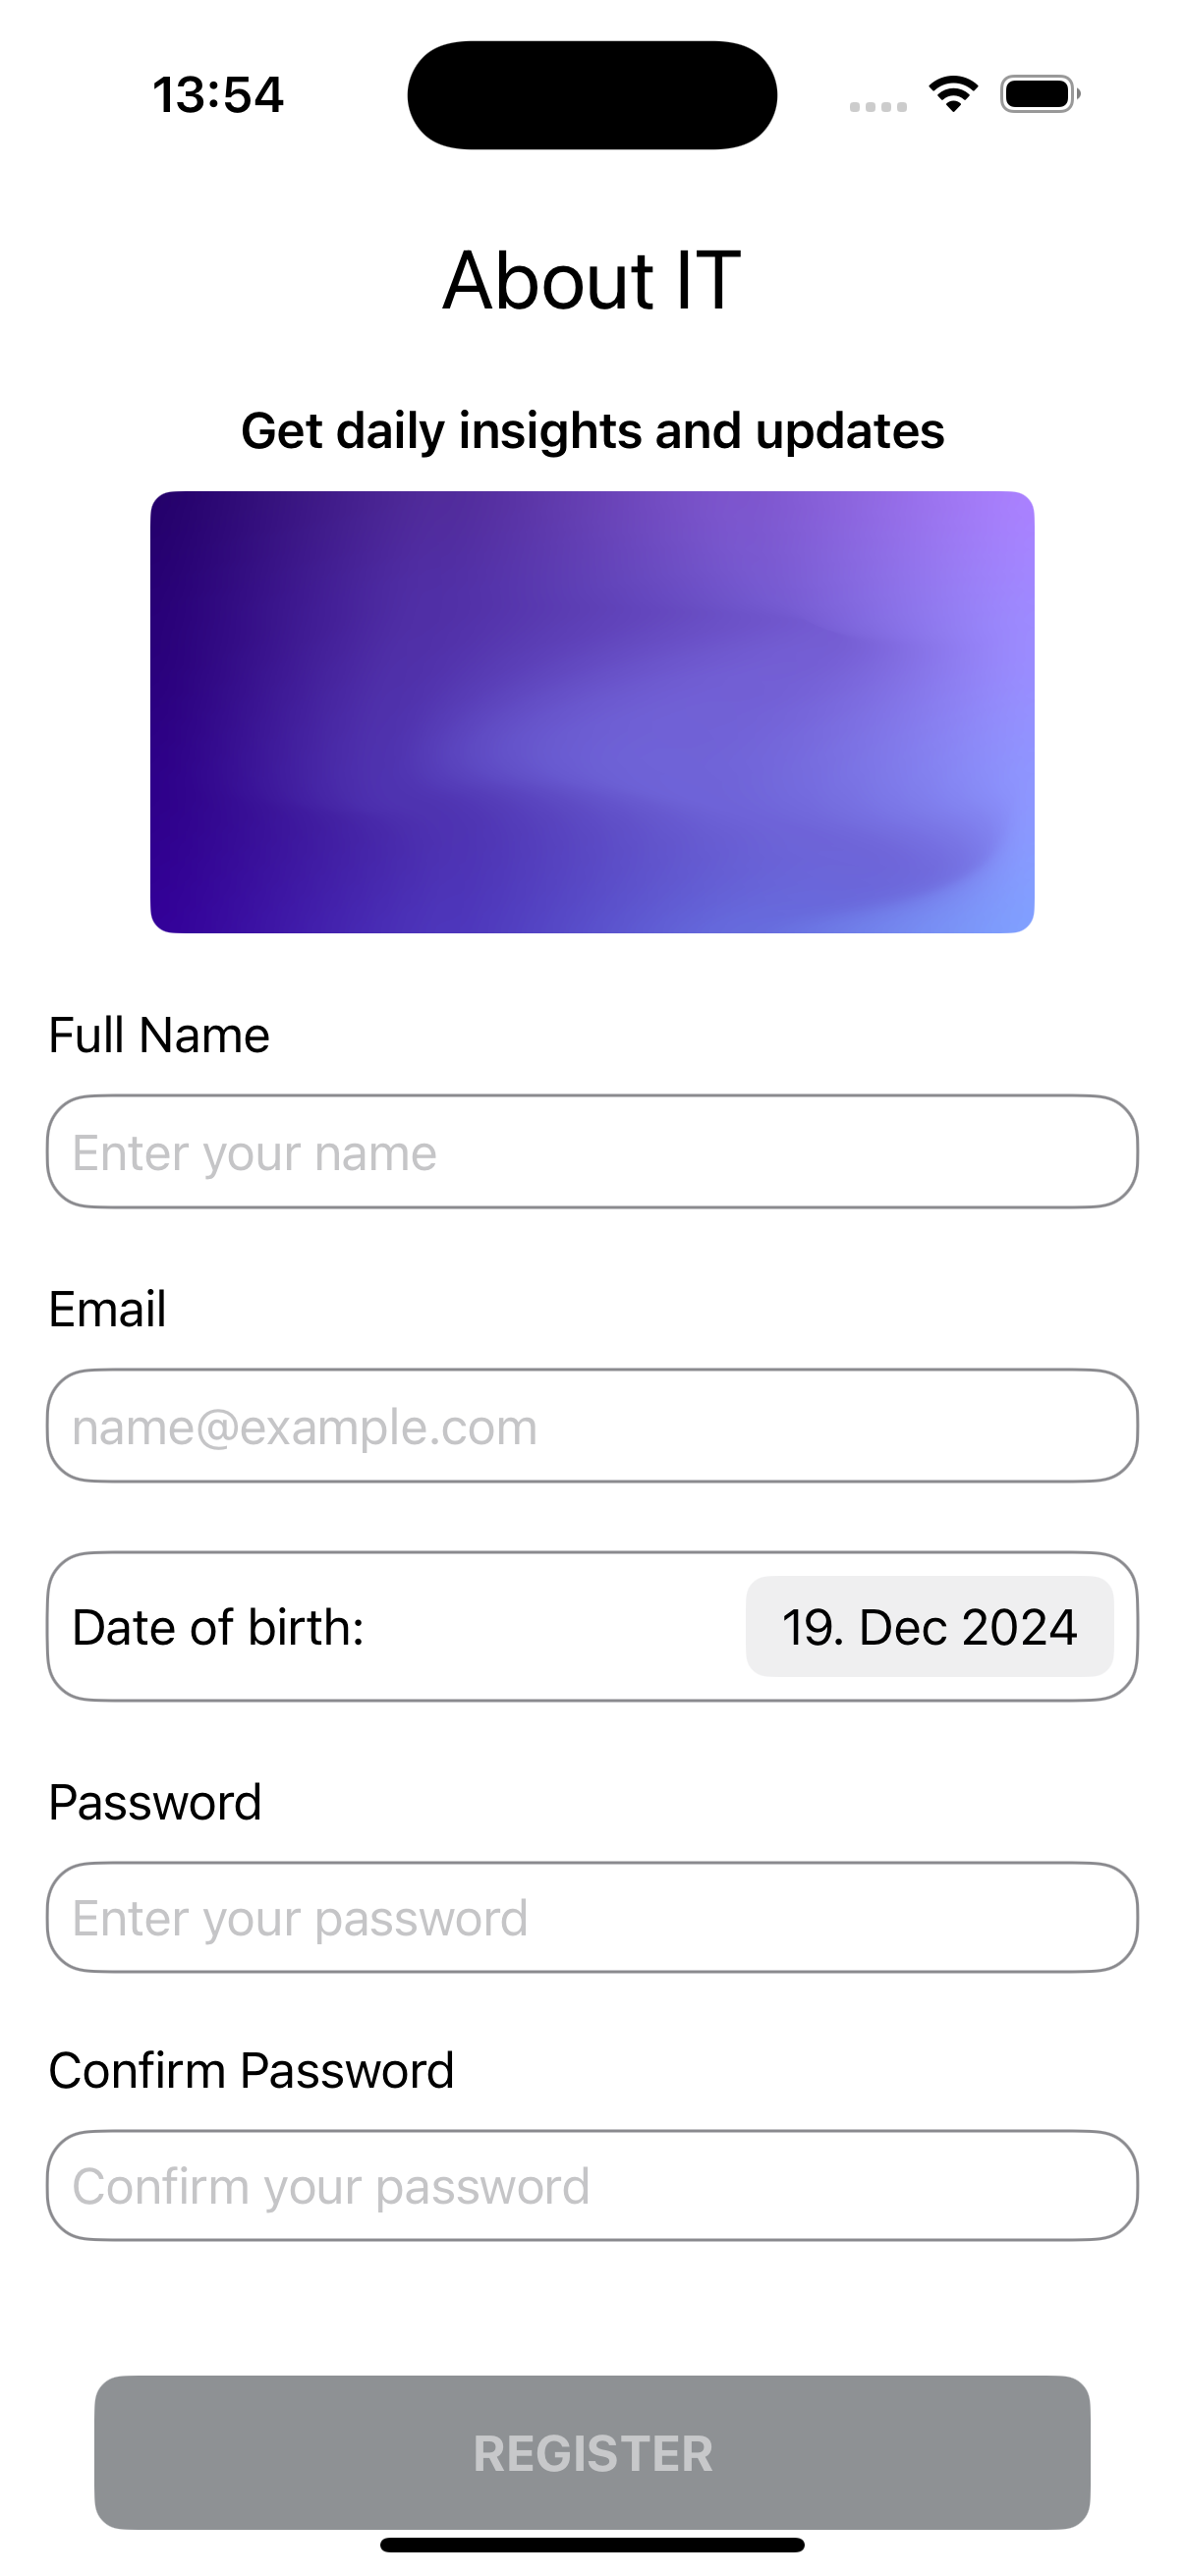 13:54
About IT
Get daily insights and updates
Full Name
Enter your name
Email
name@example.com
Date of birth: 19. Dec 2024
Password
Enter your password
Confirm Password
Confirm your password
REGISTER